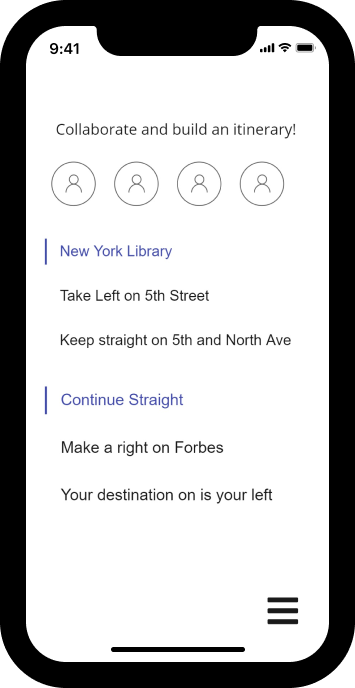 9:41
Collaborate and build an itinerary!
New York Library
Take Left on 5th Street
Keep straight on 5th and North Ave
Continue Straight
Make a right on Forbes
Your destination on is your left